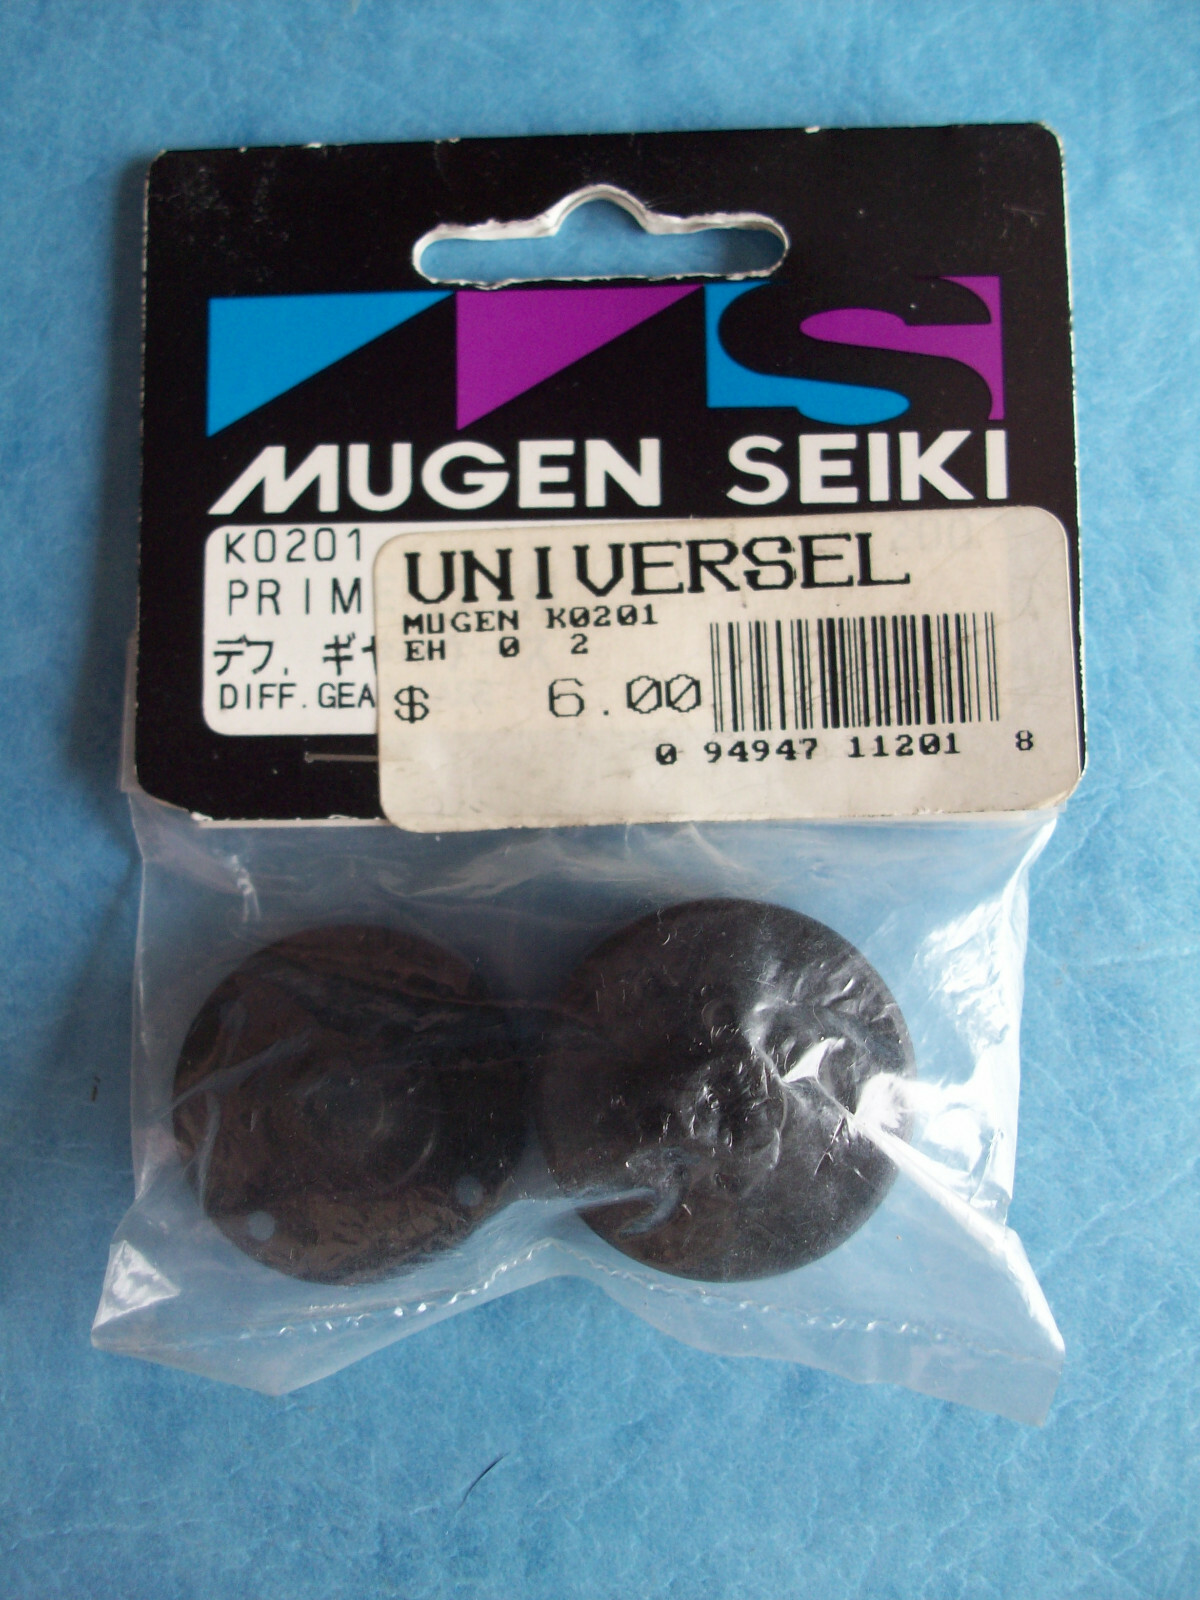 MUGEN SEIKI
K0201
PRIM
デフ. ギヤ
DIFF.GEA
UNIVERSEL
MUGEN K0201
EH 0 2
$ 6.00
0 94947 11201 8